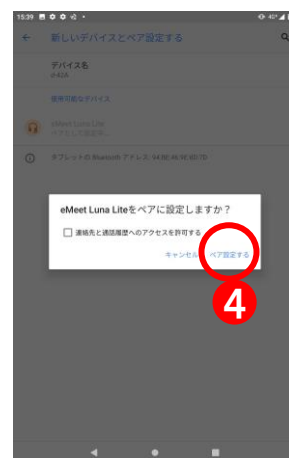 15:39
新しいデバイスとペア設定する
デバイス名
使用可能なデバイス
eMeet Luna Lite
eMeet Luna Liteをペアに設定しますか？
連絡先と通話履歴へのアクセスを許可する
キャンセル ペア設定する
4